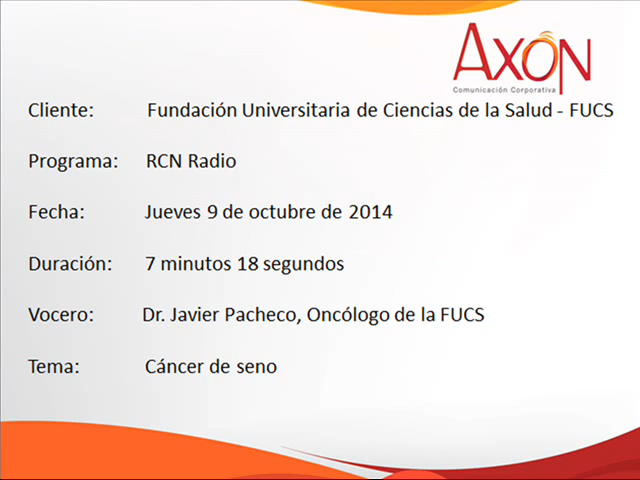 AXÓN
Comunicación Corporativa
Cliente: Fundación Universitaria de Ciencias de la Salud - FUCS
Programa: RCN Radio
Fecha: Jueves 9 de octubre de 2014
Duración: 7 minutos 18 segundos
Vocero: Dr. Javier Pacheco, Oncólogo de la FUCS
Tema: Cáncer de seno